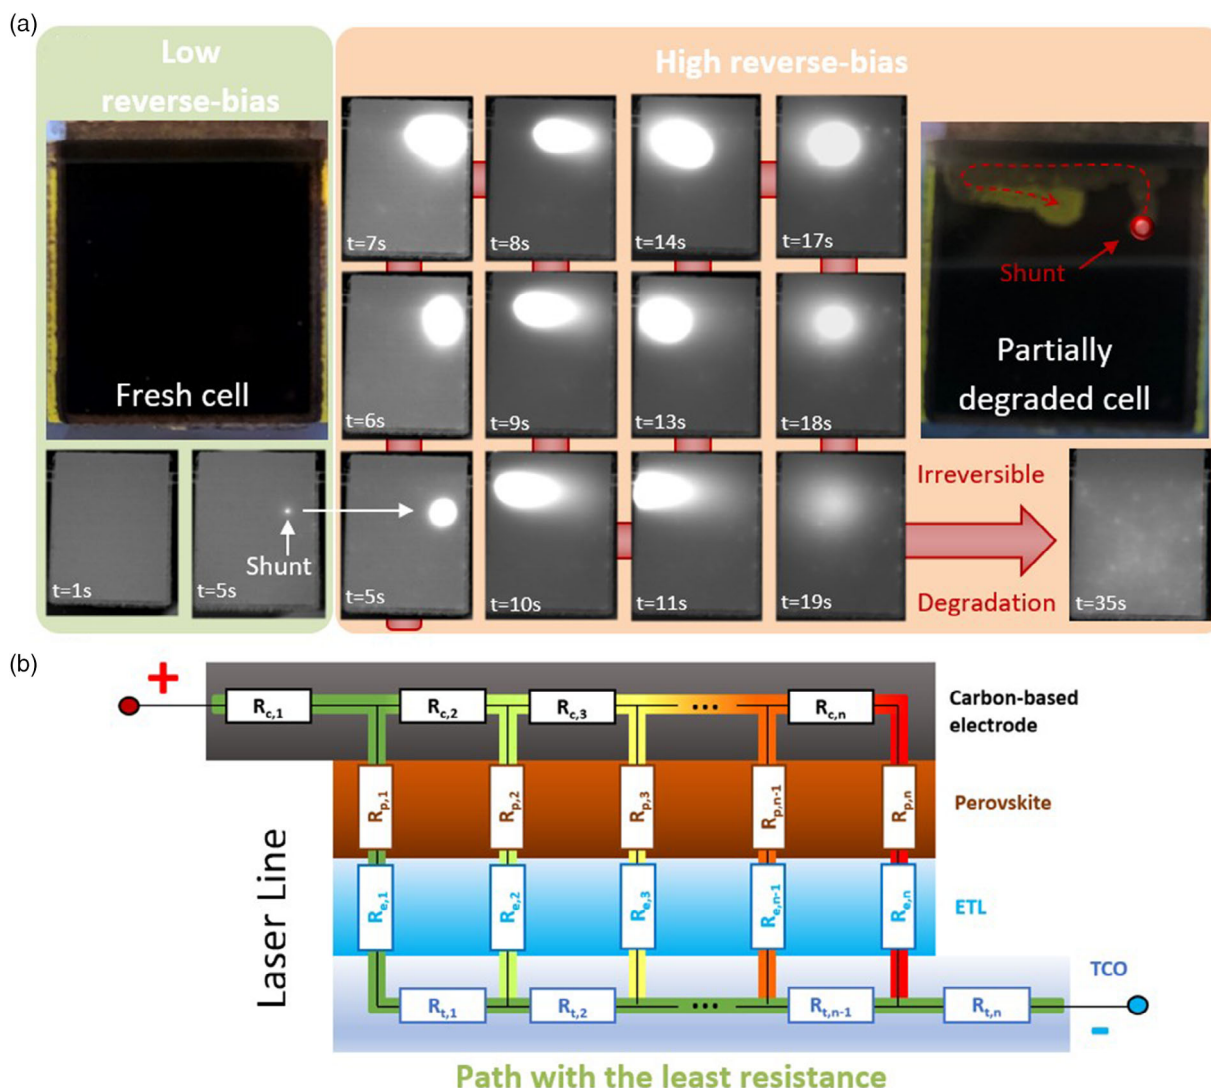 (a)
Low
reverse-bias
High reverse-bias
Fresh cell
t=1s
t=5s
Shunt
t=7s
t=8s
t=14s
t=17s
t=6s
t=9s
t=13s
t=18s
t=5s
t=10s
t=11s
t=19s
Shunt
Partially
degraded cell
Irreversible
Degradation
t=35s
(b)
+
Rc,1
Rc,2
Rc,3
...
Rc,n
Carbon-based
electrode
Rp,1
Rp,2
Rp,3
Rp,n-1
Rp,n
Perovskite
Laser Line
Re,1
Re,2
Re,3
Re,n-1
Re,n
ETL
TCO
Rt,1
Rt,2
...
Rt,n-1
Rt,n
-
Path with the least resistance